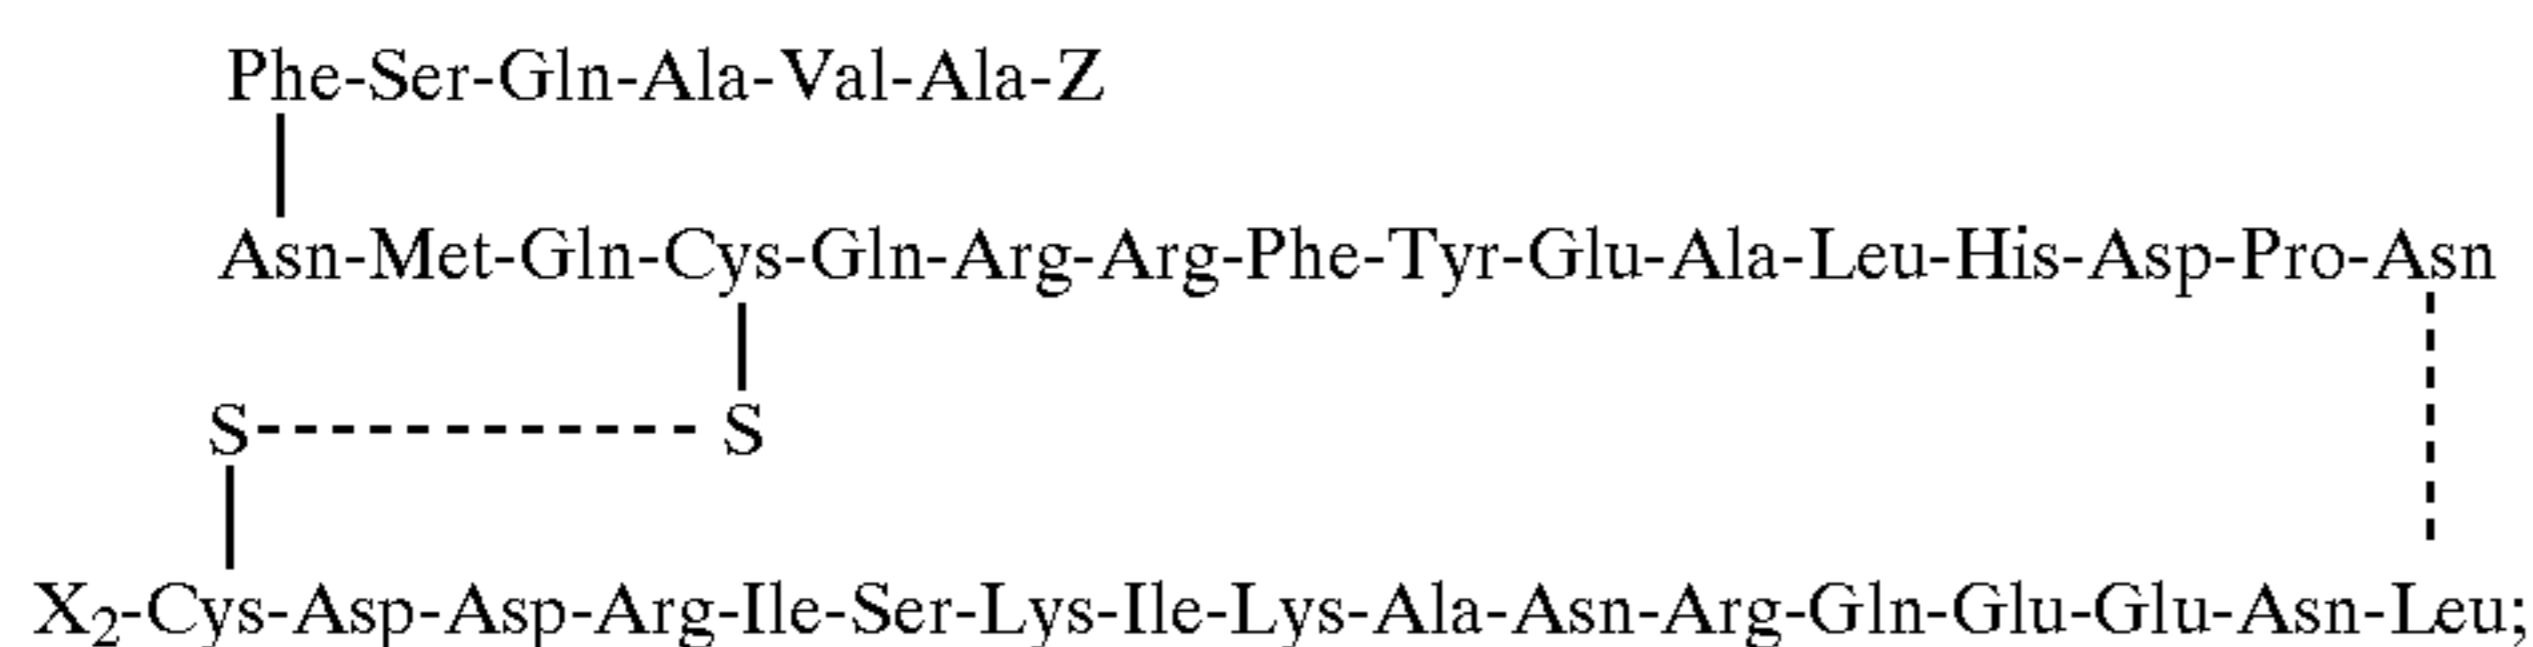 Phe-Ser-Gln-Ala-Val-Ala-Z
Asn-Met-Gln-Cys-Gln-Arg-Arg-Phe-Tyr-Glu-Ala-Leu-His-Asp-Pro-Asn
S S
X₂-Cys-Asp-Asp-Arg-Ile-Ser-Lys-Ile-Lys-Ala-Asn-Arg-Gln-Glu-Glu-Asn-Leu;